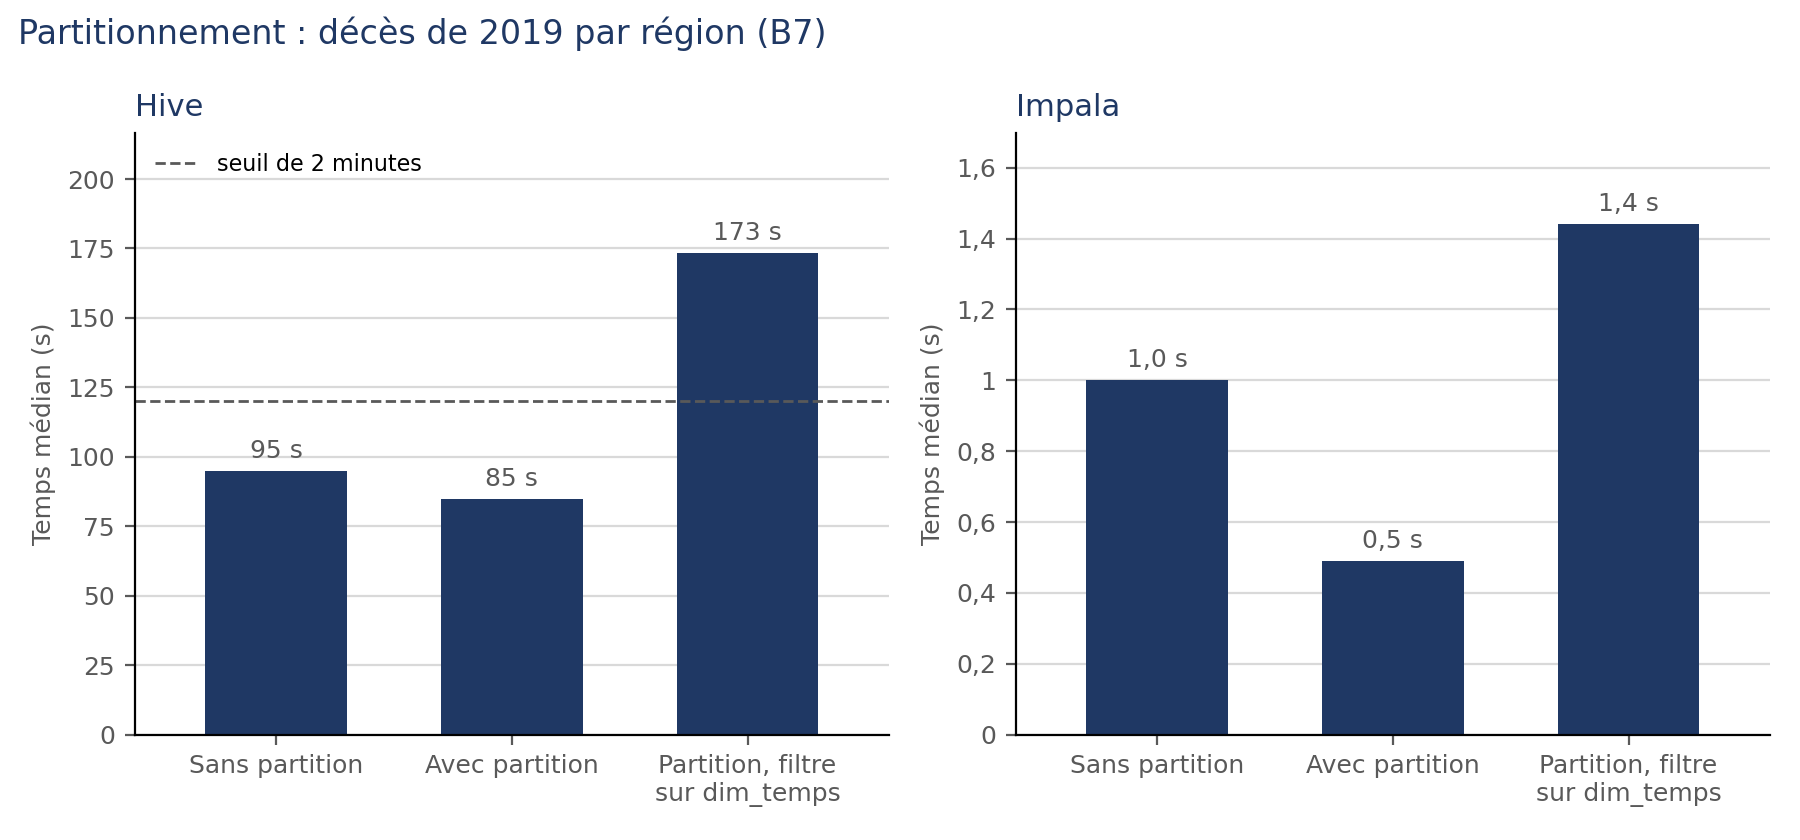 Partitionnement : décès de 2019 par région (B7)
Hive
seuil de 2 minutes
Temps médian (s)
200
175
150
125
100
75
50
25
0
173 s
95 s
85 s
Sans partition
Avec partition
Partition, filtre
sur dim_temps
Impala
Temps médian (s)
1,6
1,4
1,2
1
0,8
0,6
0,4
0,2
0
1,4 s
1,0 s
0,5 s
Sans partition
Avec partition
Partition, filtre
sur dim_temps